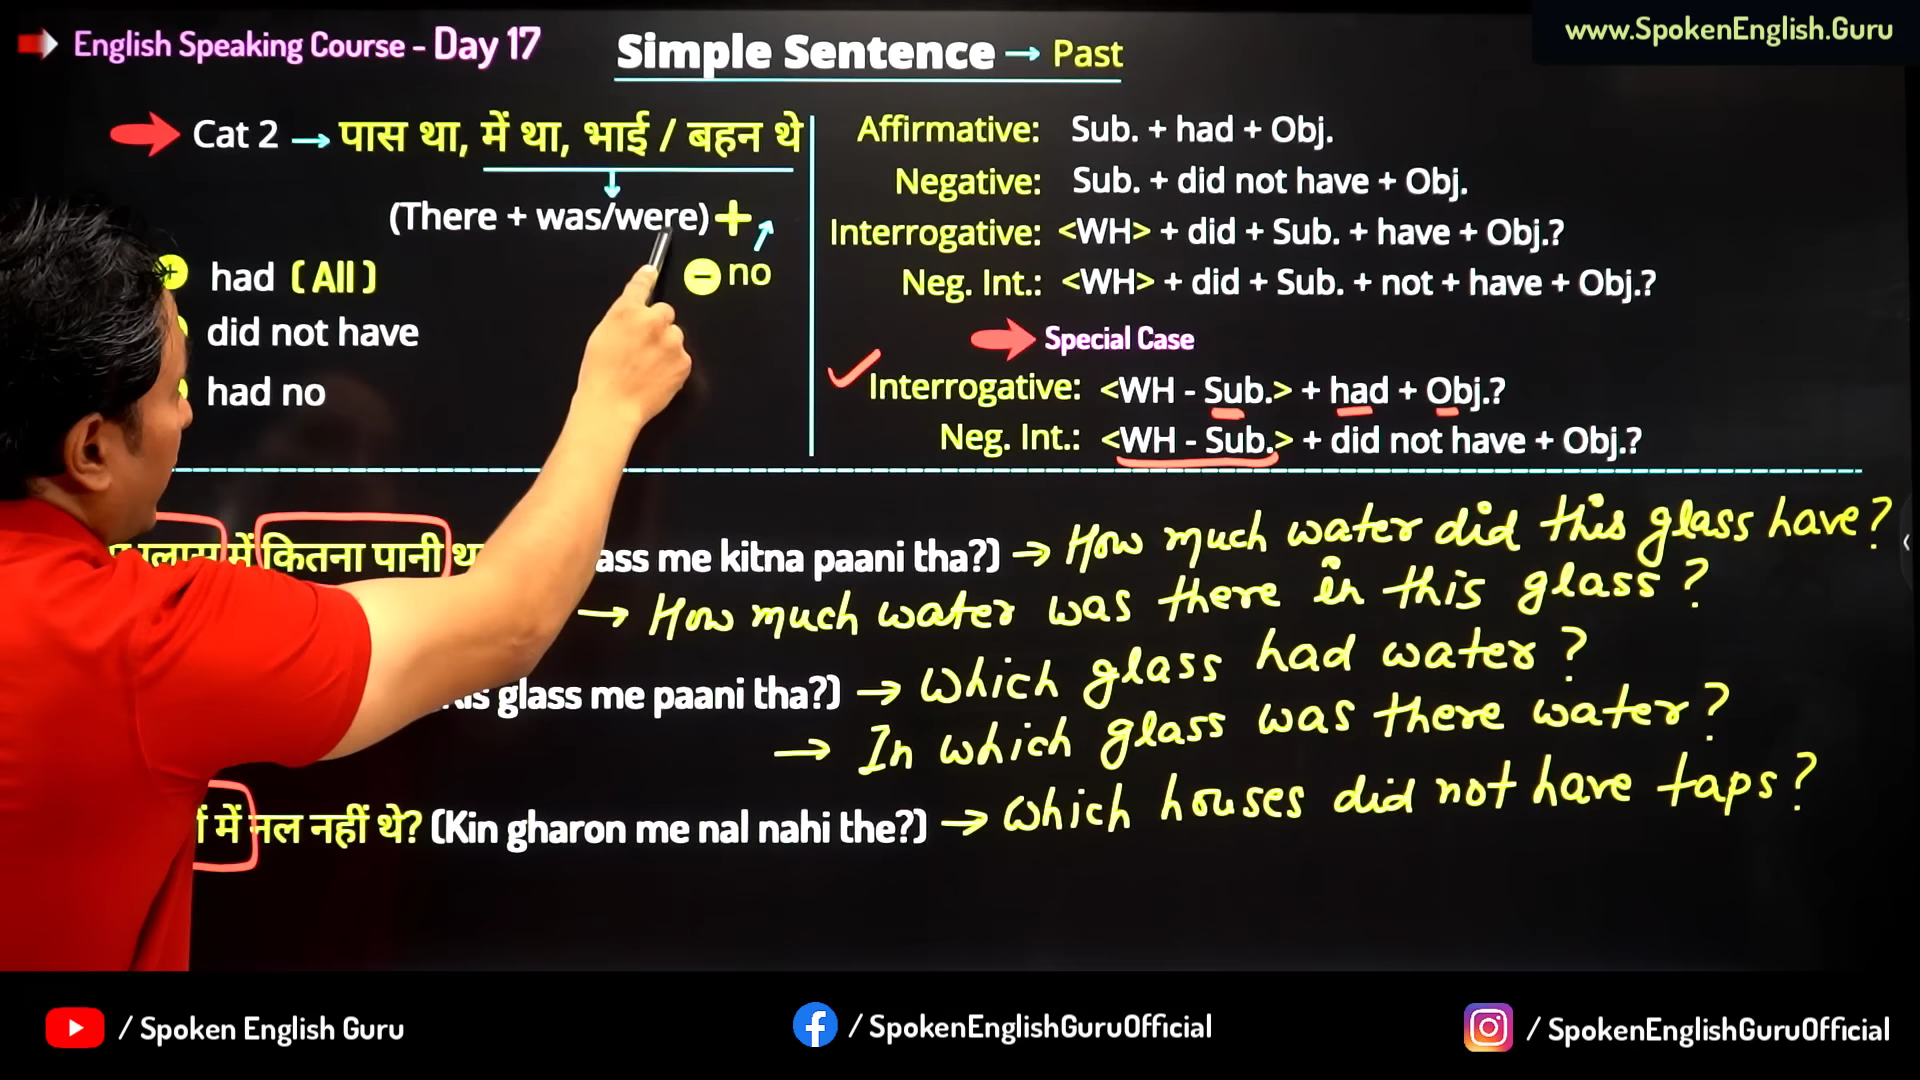 English Speaking Course - Day 17
Simple Sentence → Past
www.SpokenEnglish.Guru
Cat 2 → पास था, में था, भाई / बहन थे
(There + was/were) +
- no
+ had (All)
did not have
had no
Affirmative: Sub. + had + Obj.
Negative: Sub. + did not have + Obj.
Interrogative: <WH> + did + Sub. + have + Obj.?
Neg. Int.: <WH> + did + Sub. + not + have + Obj.?
Special Case
Interrogative: <WH - Sub.> + had + Obj.?
Neg. Int.: <WH - Sub.> + did not have + Obj.?
में कितना पानी me kitna paani tha?) → How much water did this glass have?
→ How much water was there in this glass?
glass me paani tha?) → Which glass had water?
→ In which glass was there water?
में नल नहीं थे? (Kin gharon me nal nahi the?) → Which houses did not have taps?
/ Spoken English Guru
/ SpokenEnglishGuruOfficial
/ SpokenEnglishGuruOfficial